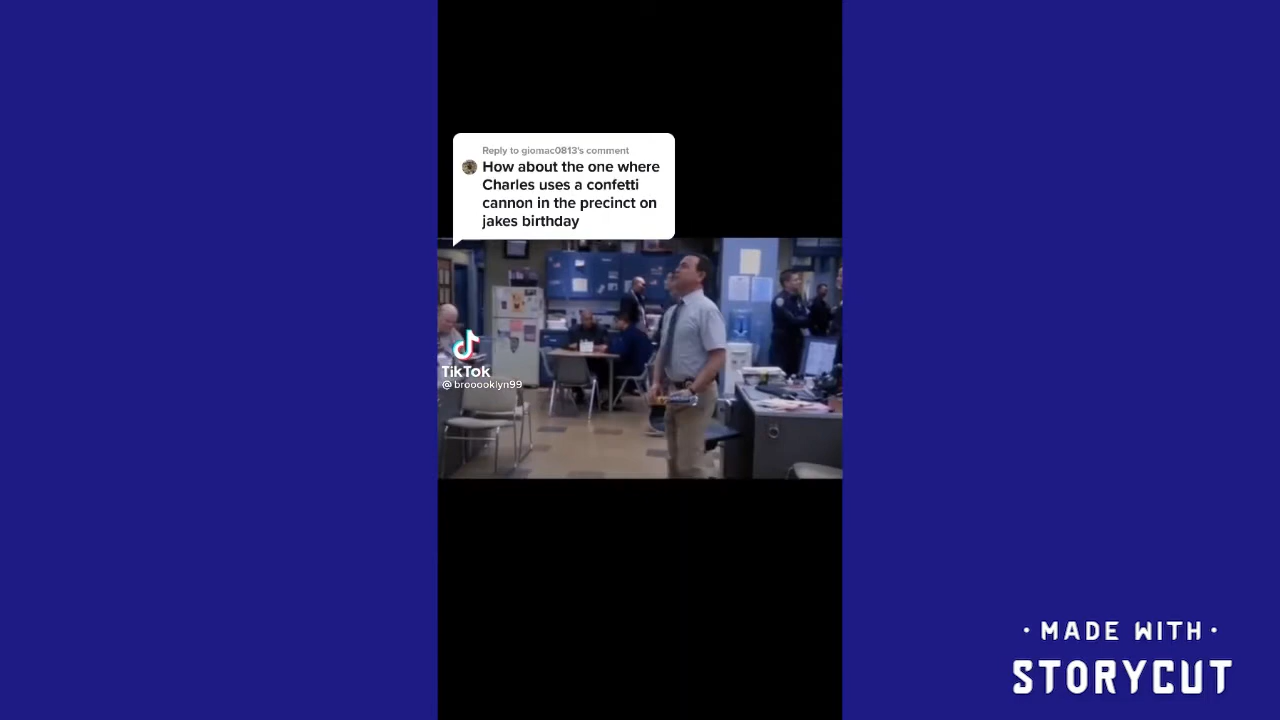 Reply to giomac0813's comment
How about the one where
Charles uses a confetti
cannon in the precinct on
jakes birthday
TikTok
@brooooklyn99
· MADE WITH ·
STORYCUT